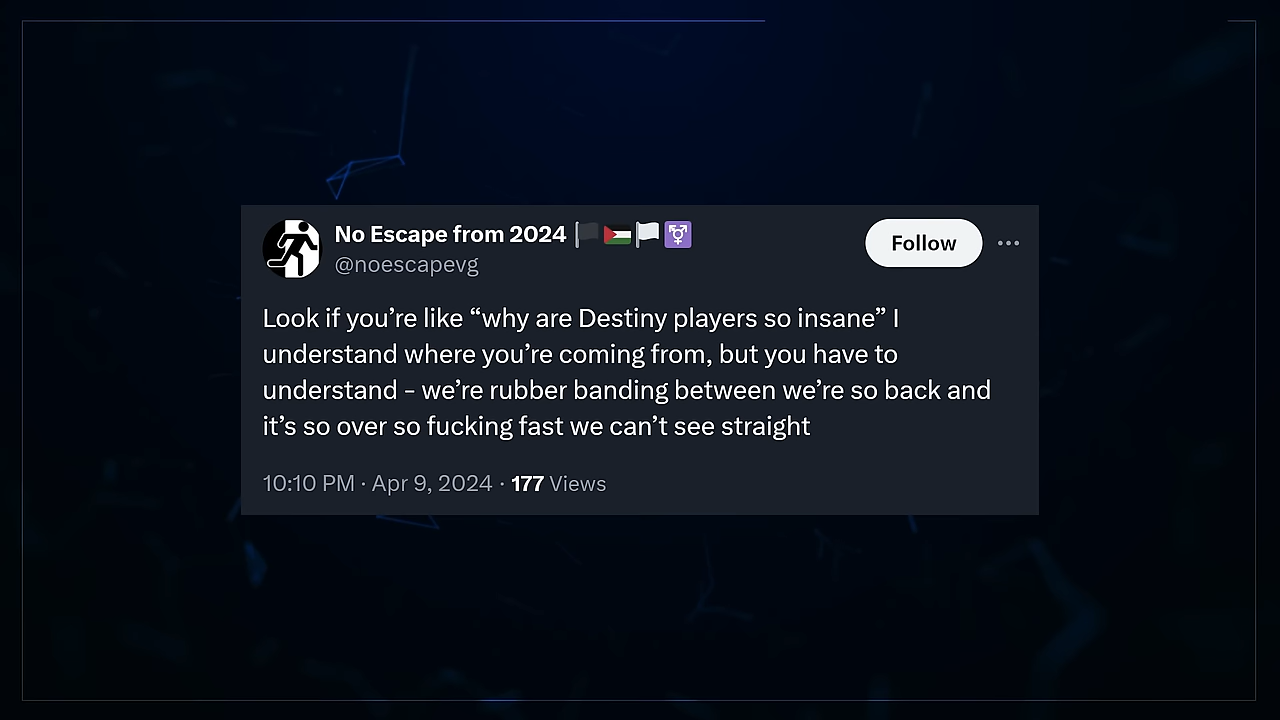 No Escape from 2024 🏴🇵🇸🏳️⚧️
@noescapevg
Follow
Look if you’re like “why are Destiny players so insane” I
understand where you’re coming from, but you have to
understand – we’re rubber banding between we’re so back and
it’s so over so fucking fast we can’t see straight
10:10 PM · Apr 9, 2024 · 177 Views